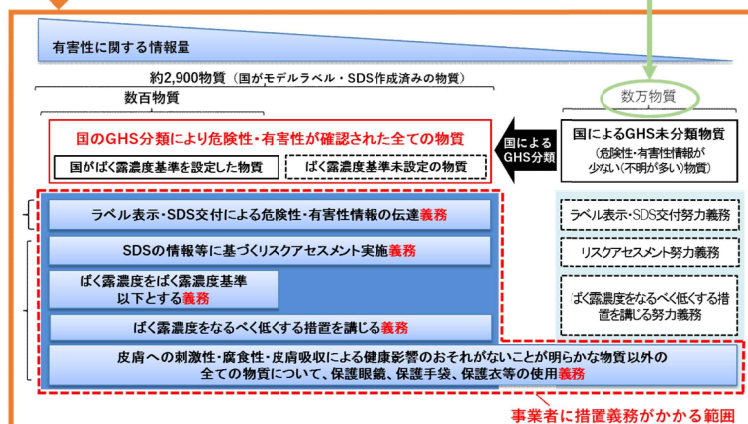 有害性に関する情報量
約2,900物質（国がモデルラベル・SDS作成済みの物質）
数百物質
数万物質
国のGHS分類により危険性・有害性が確認された全ての物質
国がばく露濃度基準を設定した物質
ばく露濃度基準未設定の物質
国による
GHS分類
国によるGHS未分類物質
（危険性・有害性情報が
少ない（不明が多い）物質）
ラベル表示・SDS交付による危険性・有害性情報の伝達義務
ラベル表示・SDS交付努力義務
SDSの情報等に基づくリスクアセスメント実施義務
リスクアセスメント努力義務
ばく露濃度をばく露濃度基準
以下とする義務
ばく露濃度をなるべく低くする措置を講じる義務
ばく露濃度をなるべく低くする措
置を講じる努力義務
皮膚への刺激性・腐食性・皮膚吸収による健康影響のおそれがないことが明らかな物質以外の
全ての物質について、保護眼鏡、保護手袋、保護衣等の使用義務
事業者に措置義務がかかる範囲